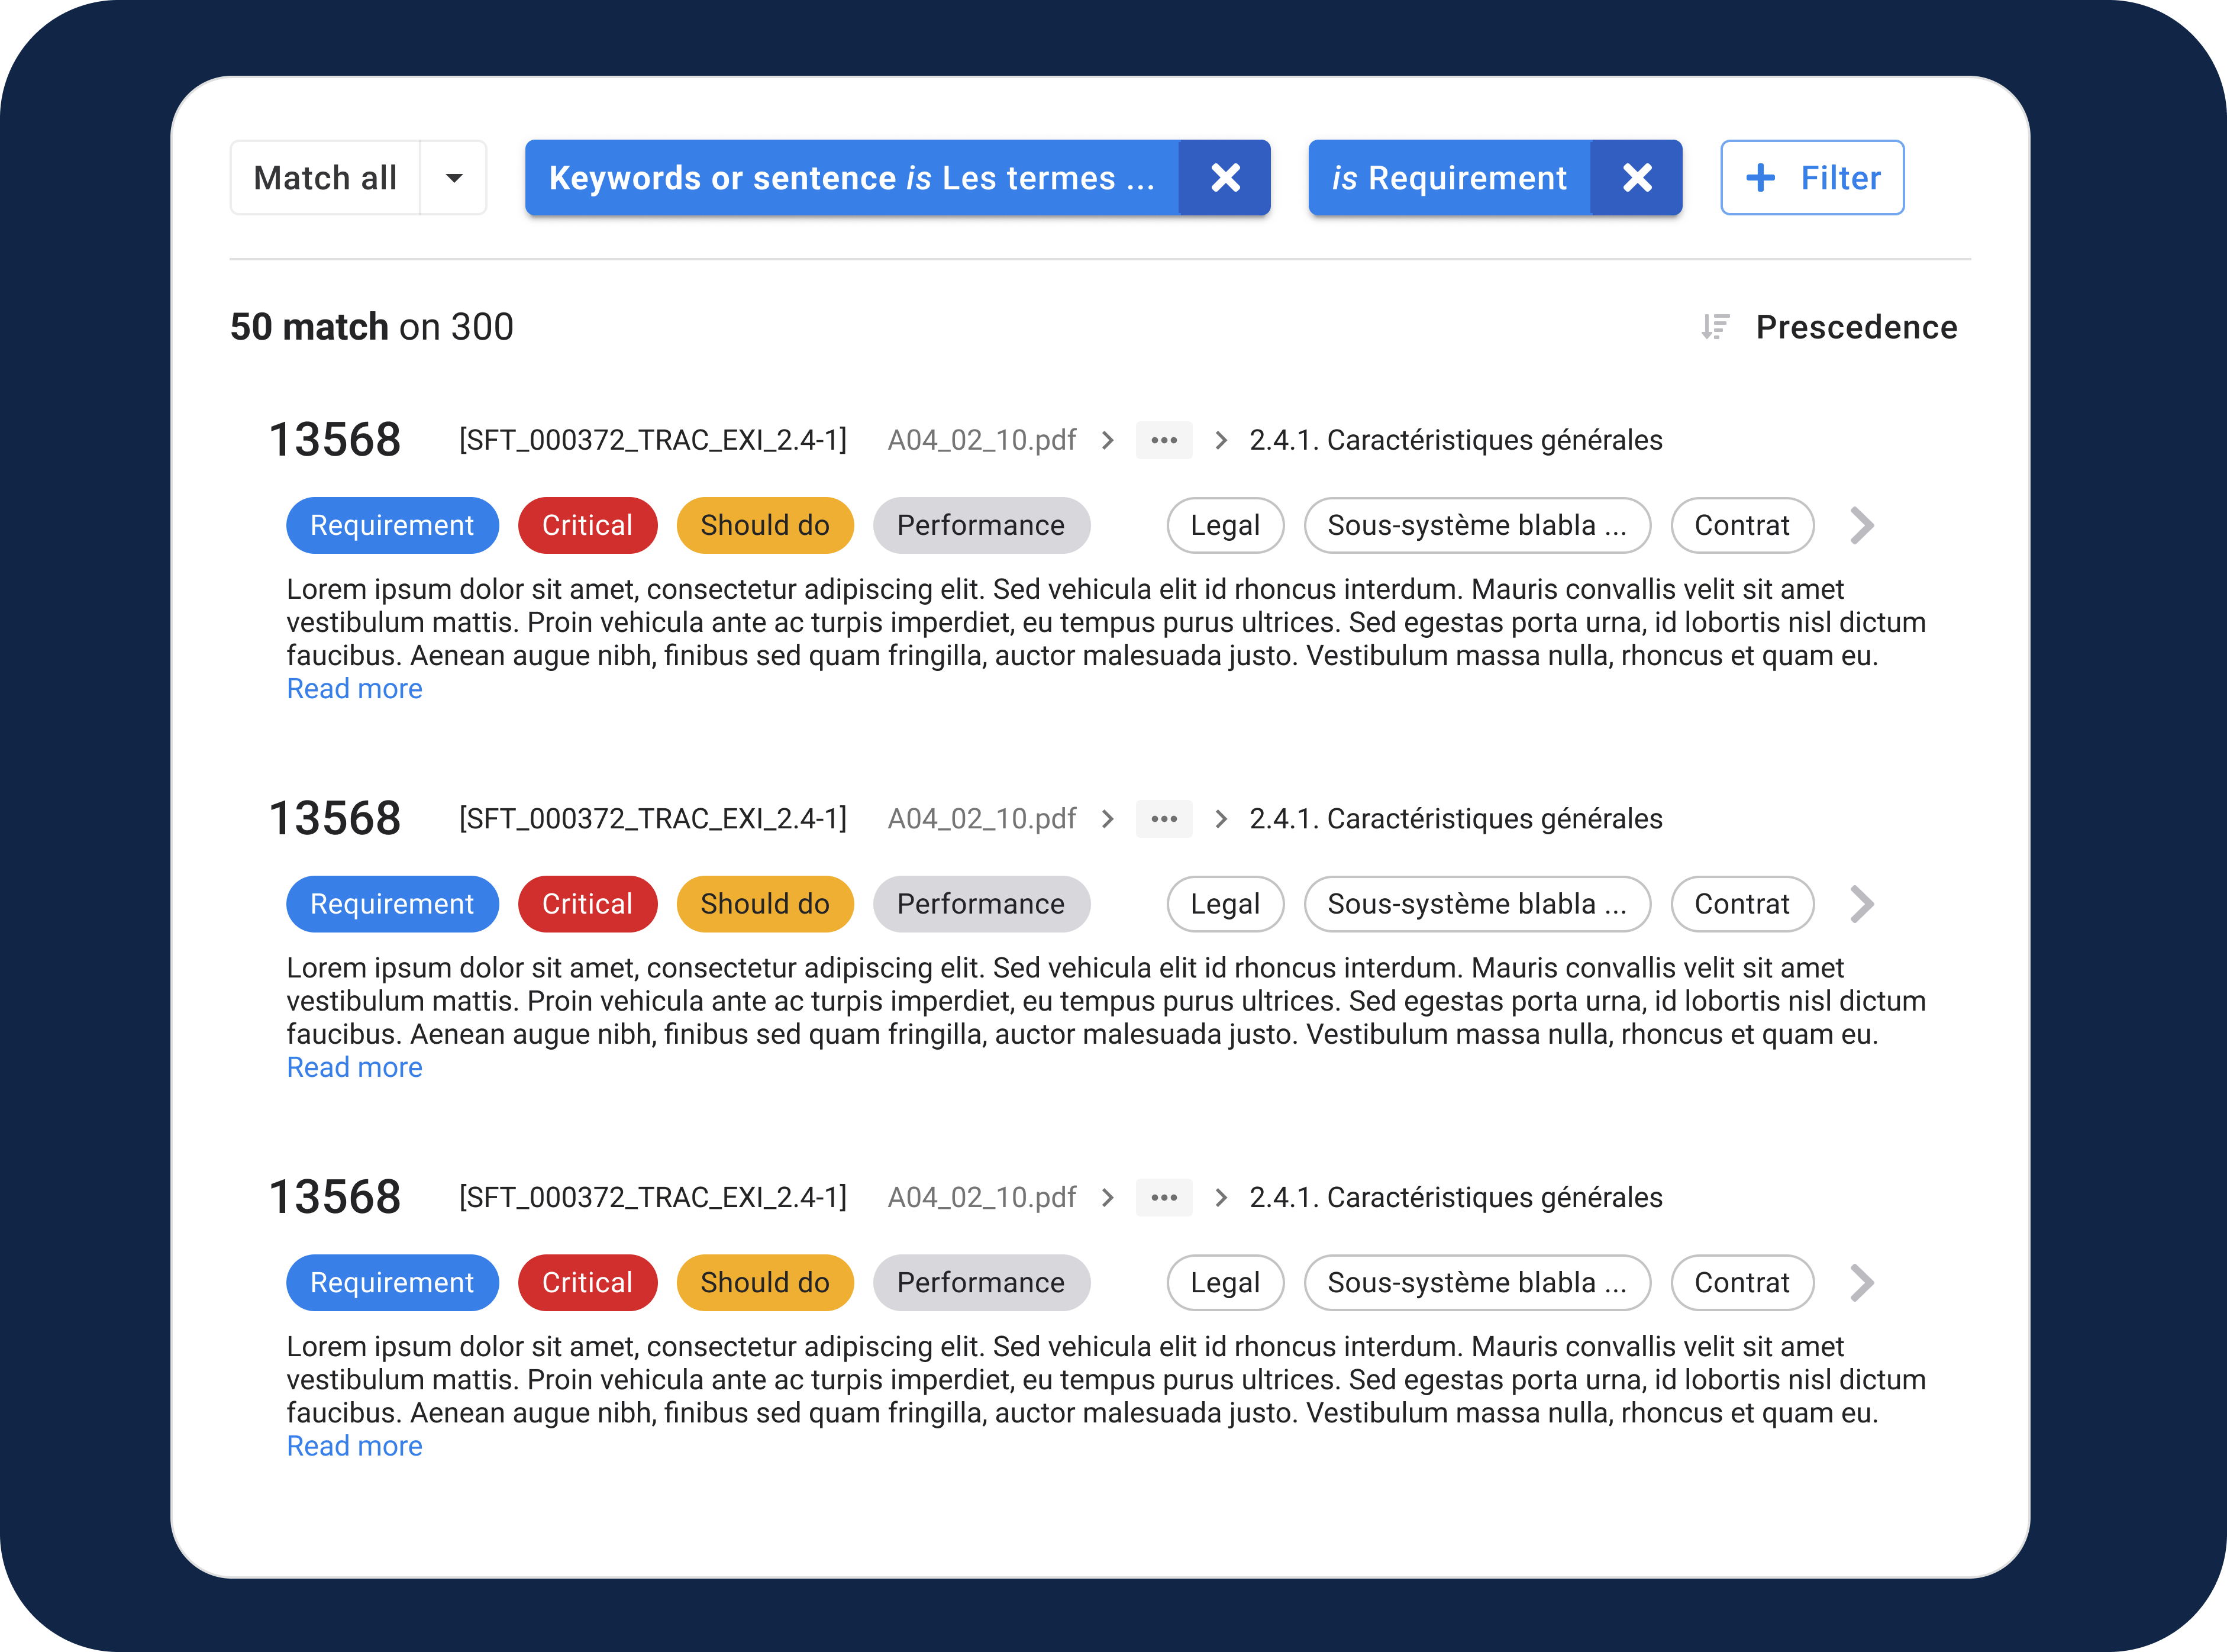 Match all
Keywords or sentence is Les termes ...
is Requirement
Filter
50 match on 300
Prescedence
13568 [SFT_000372_TRAC_EXI_2.4-1] A04_02_10.pdf > ... > 2.4.1. Caractéristiques générales
Requirement Critical Should do Performance Legal Sous-système blabla ... Contrat
Lorem ipsum dolor sit amet, consectetur adipiscing elit. Sed vehicula elit id rhoncus interdum. Mauris convallis velit sit amet
vestibulum mattis. Proin vehicula ante ac turpis imperdiet, eu tempus purus ultrices. Sed egestas porta urna, id lobortis nisl dictum
faucibus. Aenean augue nibh, finibus sed quam fringilla, auctor malesuada justo. Vestibulum massa nulla, rhoncus et quam eu.
Read more
13568 [SFT_000372_TRAC_EXI_2.4-1] A04_02_10.pdf > ... > 2.4.1. Caractéristiques générales
Requirement Critical Should do Performance Legal Sous-système blabla ... Contrat
Lorem ipsum dolor sit amet, consectetur adipiscing elit. Sed vehicula elit id rhoncus interdum. Mauris convallis velit sit amet
vestibulum mattis. Proin vehicula ante ac turpis imperdiet, eu tempus purus ultrices. Sed egestas porta urna, id lobortis nisl dictum
faucibus. Aenean augue nibh, finibus sed quam fringilla, auctor malesuada justo. Vestibulum massa nulla, rhoncus et quam eu.
Read more
13568 [SFT_000372_TRAC_EXI_2.4-1] A04_02_10.pdf > ... > 2.4.1. Caractéristiques générales
Requirement Critical Should do Performance Legal Sous-système blabla ... Contrat
Lorem ipsum dolor sit amet, consectetur adipiscing elit. Sed vehicula elit id rhoncus interdum. Mauris convallis velit sit amet
vestibulum mattis. Proin vehicula ante ac turpis imperdiet, eu tempus purus ultrices. Sed egestas porta urna, id lobortis nisl dictum
faucibus. Aenean augue nibh, finibus sed quam fringilla, auctor malesuada justo. Vestibulum massa nulla, rhoncus et quam eu.
Read more